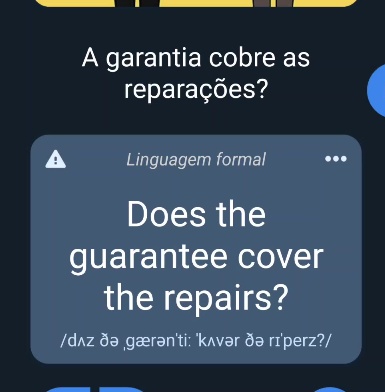 A garantia cobre as
reparações?
Linguagem formal
Does the
guarantee cover
the repairs?
/dʌz ðə ˌgærən'ti: 'kʌvər ðə rɪ'perz?/